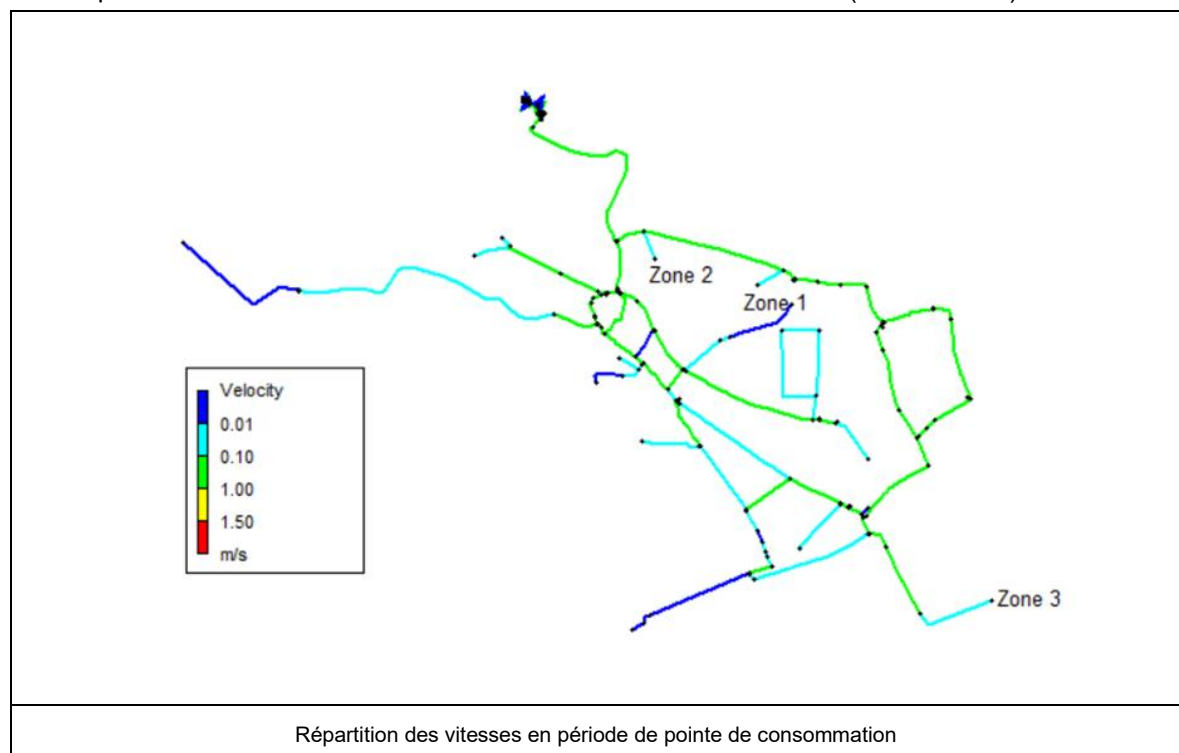 Zone 2
Zone 1
Velocity
0.01
0.10
1.00
1.50
m/s
Zone 3
Répartition des vitesses en période de pointe de consommation